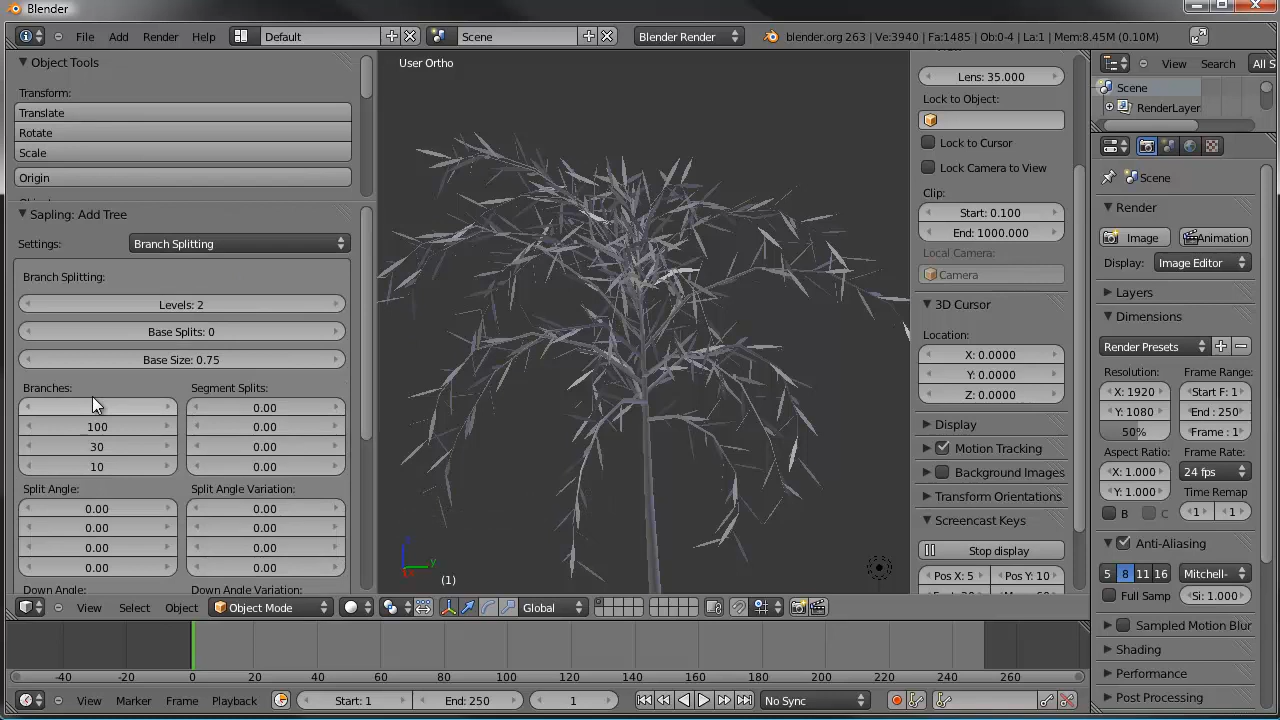 Blender
File Add Render Help Default Scene Blender Render blender.org 263 | Ve:3940 | Fa:1485 | Ob:0-4 | La:1 | Mem:8.45M (0.10M)
View Search All S
Scene
RenderLayer
Object Tools
Transform:
Translate
Rotate
Scale
Origin
Sapling: Add Tree
Settings: Branch Splitting
Branch Splitting:
Levels: 2
Base Splits: 0
Base Size: 0.75
Branches: Segment Splits:
0.00
100 0.00
30 0.00
10 0.00
Split Angle: Split Angle Variation:
0.00 0.00
0.00 0.00
0.00 0.00
0.00 0.00
Down Angle: Down Angle Variation:
User Ortho
z
y
(1)
Lens: 35.000
Lock to Object:
Lock to Cursor
Lock Camera to View
Clip:
Start: 0.100
End: 1000.000
Local Camera:
Camera
3D Cursor
Location:
X: 0.0000
Y: 0.0000
Z: 0.0000
Display
Motion Tracking
Background Images
Transform Orientations
Screencast Keys
Stop display
Pos X: 5 Pos Y: 10
Scene
Render
Image Animation
Display: Image Editor
Layers
Dimensions
Render Presets
Resolution: Frame Range:
X: 1920 Start F: 1
Y: 1080 End : 250
50% Frame : 1
Aspect Ratio: Frame Rate:
X: 1.000 24 fps
Y: 1.000 Time Remap
B C 1 1
Anti-Aliasing
5 8 11 16 Mitchell-
Full Samp Si: 1.000
Sampled Motion Blur
Shading
Performance
Post Processing
View Select Object Object Mode Global
-40 -20 0 20 40 60 80 100 120 140 160 180 200 220 240 260
View Marker Frame Playback Start: 1 End: 250 1 No Sync